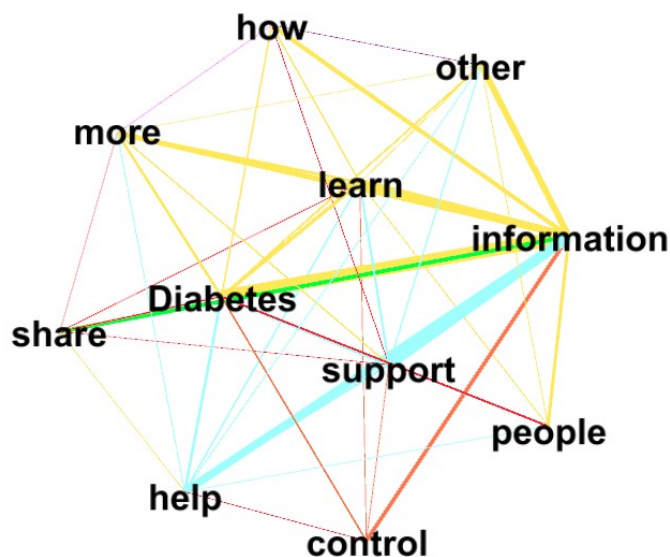 how
other
more
learn
information
Diabetes
share
support
people
help
control